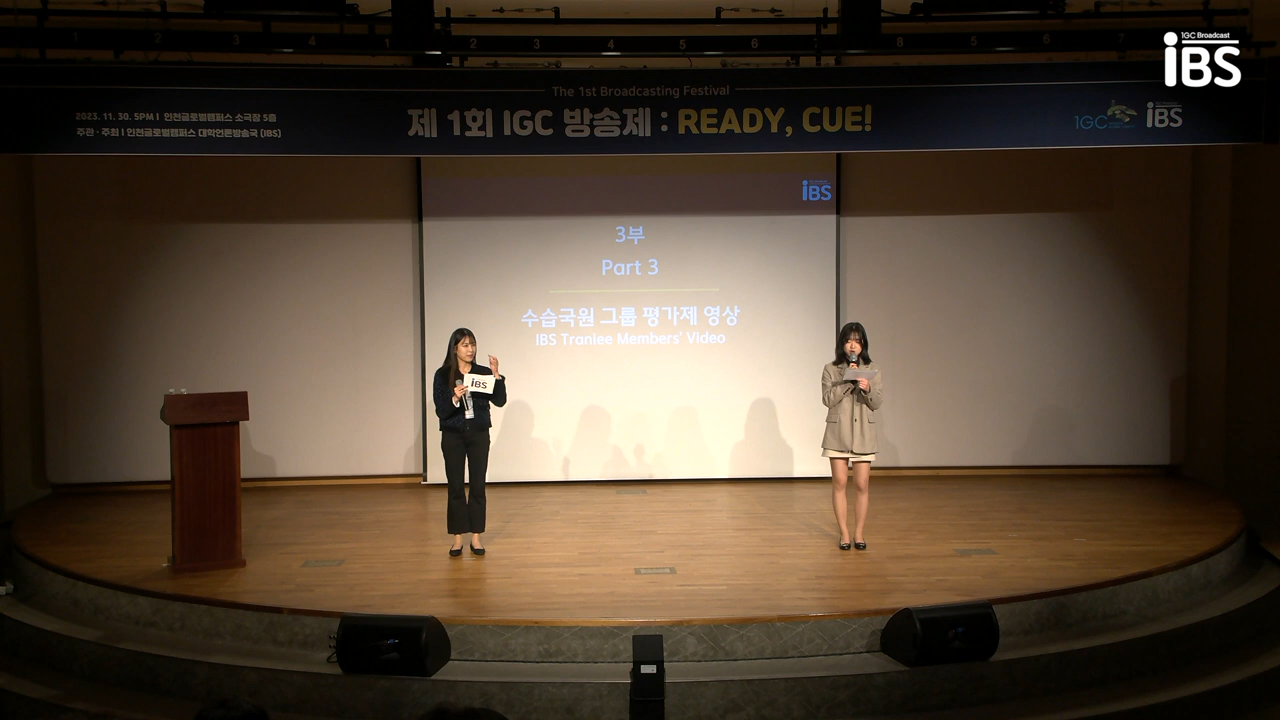 1GC Broadcast
iBS
The 1st Broadcasting Festival
2023. 11. 30. 5PM I 인천글로벌캠퍼스 소극장 5층
제 1회 IGC 방송제 : READY, CUE!
주관 · 주최 I 인천글로벌캠퍼스 대학언론방송국 (IBS)
1GC
iBS
iBS
3부
Part 3
수습국원 그룹 평가제 영상
IBS Traniee Members' Video
iBS